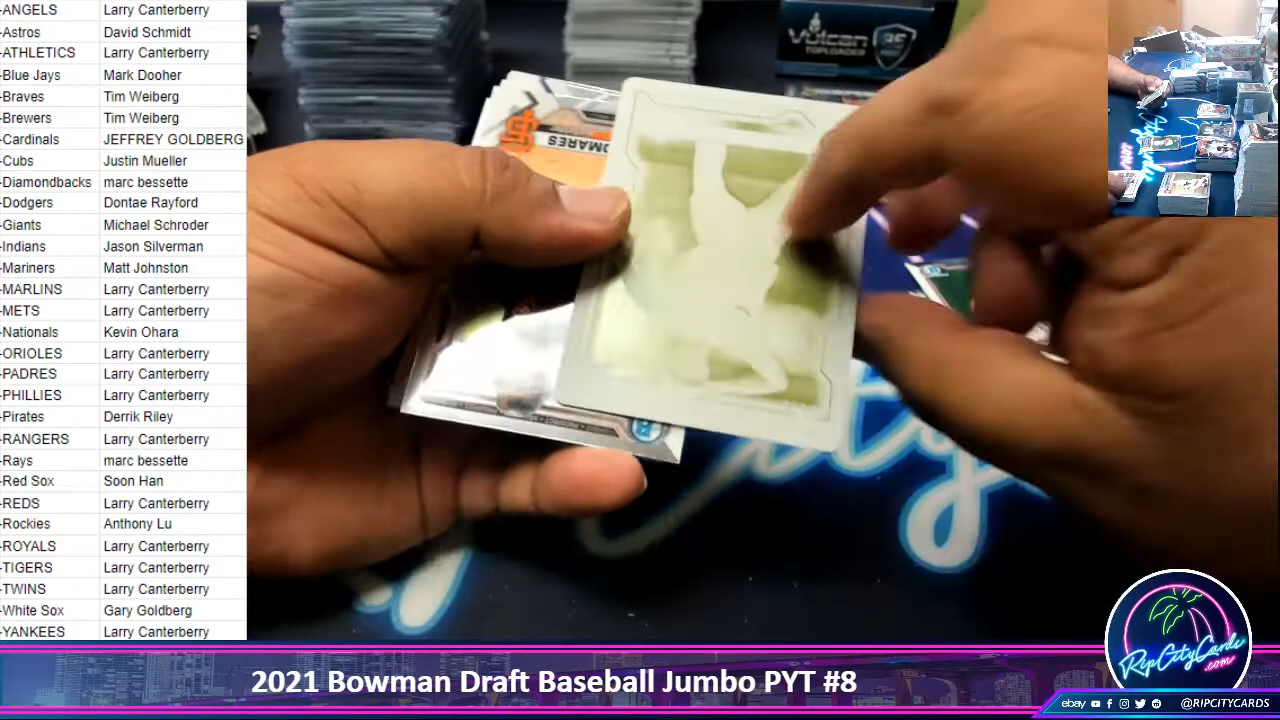 -ANGELS Larry Canterberry
-Astros David Schmidt
-ATHLETICS Larry Canterberry
-Blue Jays Mark Dooher
-Braves Tim Weiberg
-Brewers Tim Weiberg
-Cardinals JEFFREY GOLDBERG
-Cubs Justin Mueller
-Diamondbacks marc bessette
-Dodgers Dontae Rayford
-Giants Michael Schroder
-Indians Jason Silverman
-Mariners Matt Johnston
-MARLINS Larry Canterberry
-METS Larry Canterberry
-Nationals Kevin Ohara
-ORIOLES Larry Canterberry
-PADRES Larry Canterberry
-PHILLIES Larry Canterberry
-Pirates Derrik Riley
-RANGERS Larry Canterberry
-Rays marc bessette
-Red Sox Soon Han
-REDS Larry Canterberry
-Rockies Anthony Lu
-ROYALS Larry Canterberry
-TIGERS Larry Canterberry
-TWINS Larry Canterberry
-White Sox Gary Goldberg
-YANKEES Larry Canterberry
Vulcan
TOPLOADER
OMARES
RipCityCards
.com
2021 Bowman Draft Baseball Jumbo PYT #8
ebay @RIPCITYCARDS